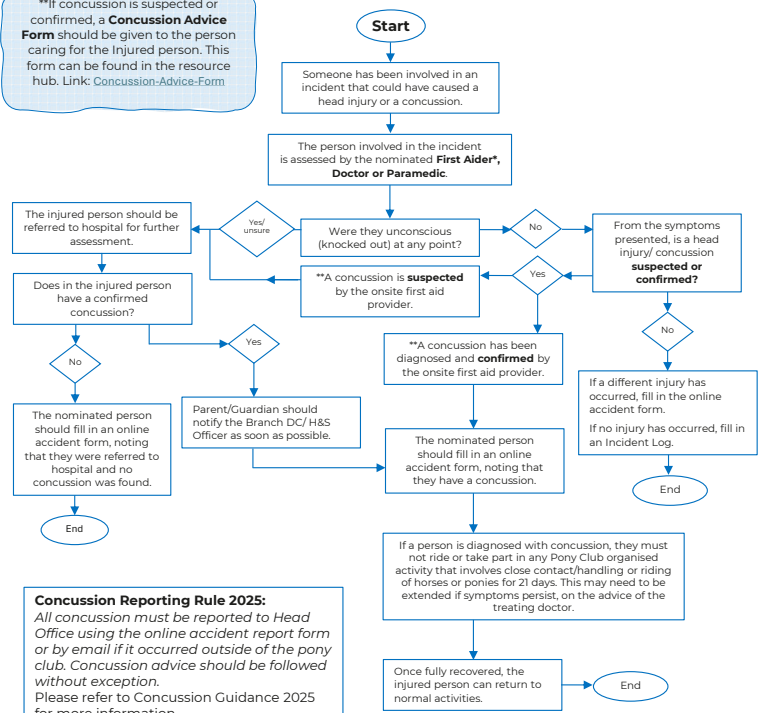 **If concussion is suspected or
confirmed, a Concussion Advice
Form should be given to the person
caring for the Injured person. This
form can be found in the resource
hub. Link: Concussion-Advice-Form
Start
Someone has been involved in an
incident that could have caused a
head injury or a concussion.
The person involved in the incident
is assessed by the nominated First Aider*,
Doctor or Paramedic.
Were they unconscious
(knocked out) at any point?
Yes/
unsure
No
The injured person should be
referred to hospital for further
assessment.
From the symptoms
presented, is a head
injury/ concussion
suspected or
confirmed?
Yes
**A concussion is suspected
by the onsite first aid
provider.
Does in the injured person
have a confirmed
concussion?
No
Yes
**A concussion has been
diagnosed and confirmed by
the onsite first aid provider.
No
If a different injury has
occurred, fill in the online
accident form.
If no injury has occurred, fill in
an Incident Log.
End
The nominated person
should fill in an online
accident form, noting
that they were referred to
hospital and no
concussion was found.
End
Parent/Guardian should
notify the Branch DC/ H&S
Officer as soon as possible.
The nominated person
should fill in an online
accident form, noting that
they have a concussion.
If a person is diagnosed with concussion, they must
not ride or take part in any Pony Club organised
activity that involves close contact/handling or riding
of horses or ponies for 21 days. This may need to be
extended if symptoms persist, on the advice of the
treating doctor.
Once fully recovered, the
injured person can return to
normal activities.
End
Concussion Reporting Rule 2025:
All concussion must be reported to Head
Office using the online accident report form
or by email if it occurred outside of the pony
club. Concussion advice should be followed
without exception.
Please refer to Concussion Guidance 2025
for more information